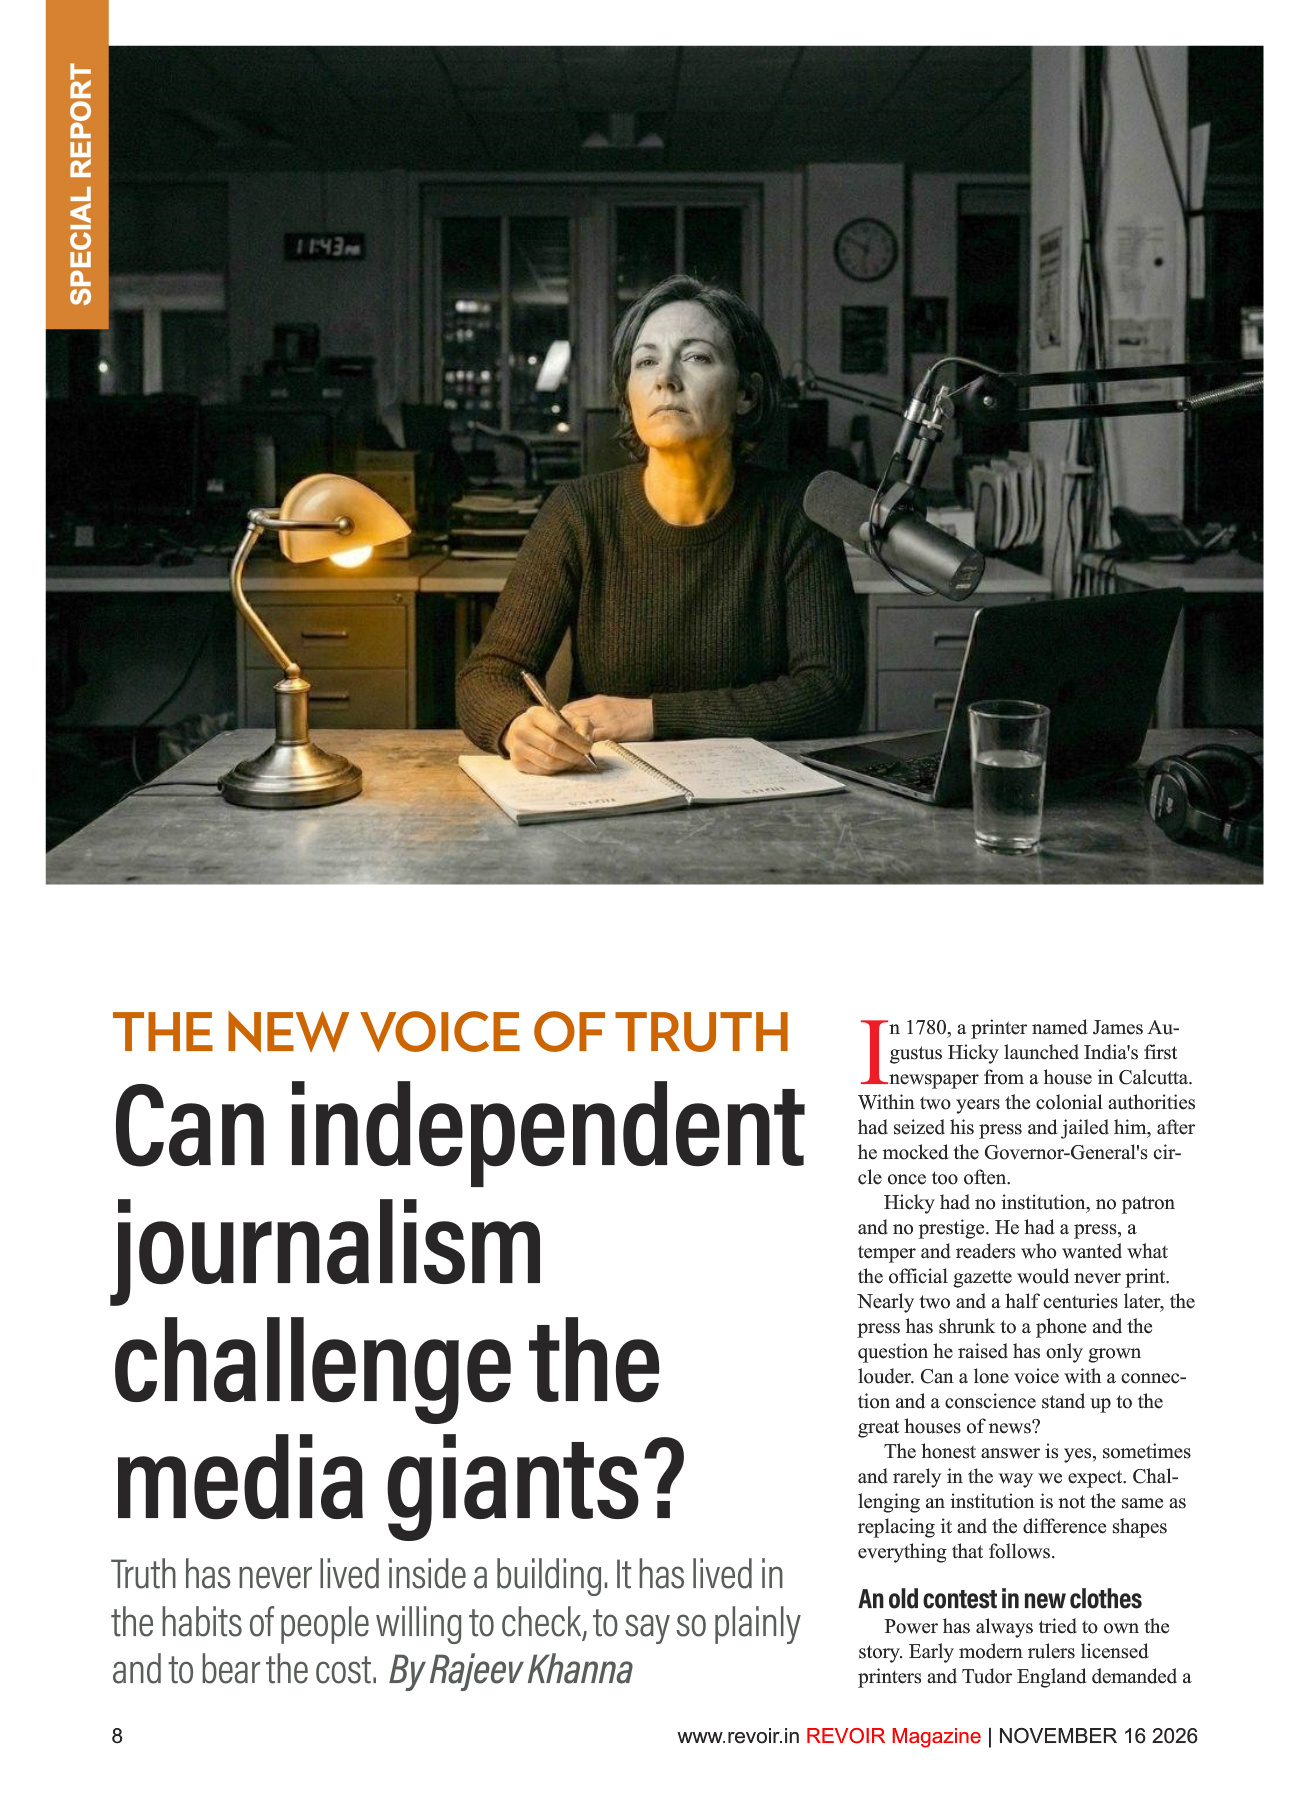 SPECIAL REPORT
11:43PM
THE NEW VOICE OF TRUTH
Can independent
journalism
challenge the
media giants?
Truth has never lived inside a building. It has lived in
the habits of people willing to check, to say so plainly
and to bear the cost. By Rajeev Khanna
In 1780, a printer named James Au-
gustus Hicky launched India's first
newspaper from a house in Calcutta.
Within two years the colonial authorities
had seized his press and jailed him, after
he mocked the Governor-General's cir-
cle once too often.
Hicky had no institution, no patron
and no prestige. He had a press, a
temper and readers who wanted what
the official gazette would never print.
Nearly two and a half centuries later, the
press has shrunk to a phone and the
question he raised has only grown
louder. Can a lone voice with a connec-
tion and a conscience stand up to the
great houses of news?
The honest answer is yes, sometimes
and rarely in the way we expect. Chal-
lenging an institution is not the same as
replacing it and the difference shapes
everything that follows.
An old contest in new clothes
Power has always tried to own the
story. Early modern rulers licensed
printers and Tudor England demanded a
8
www.revoir.in REVOIR Magazine | NOVEMBER 16 2026